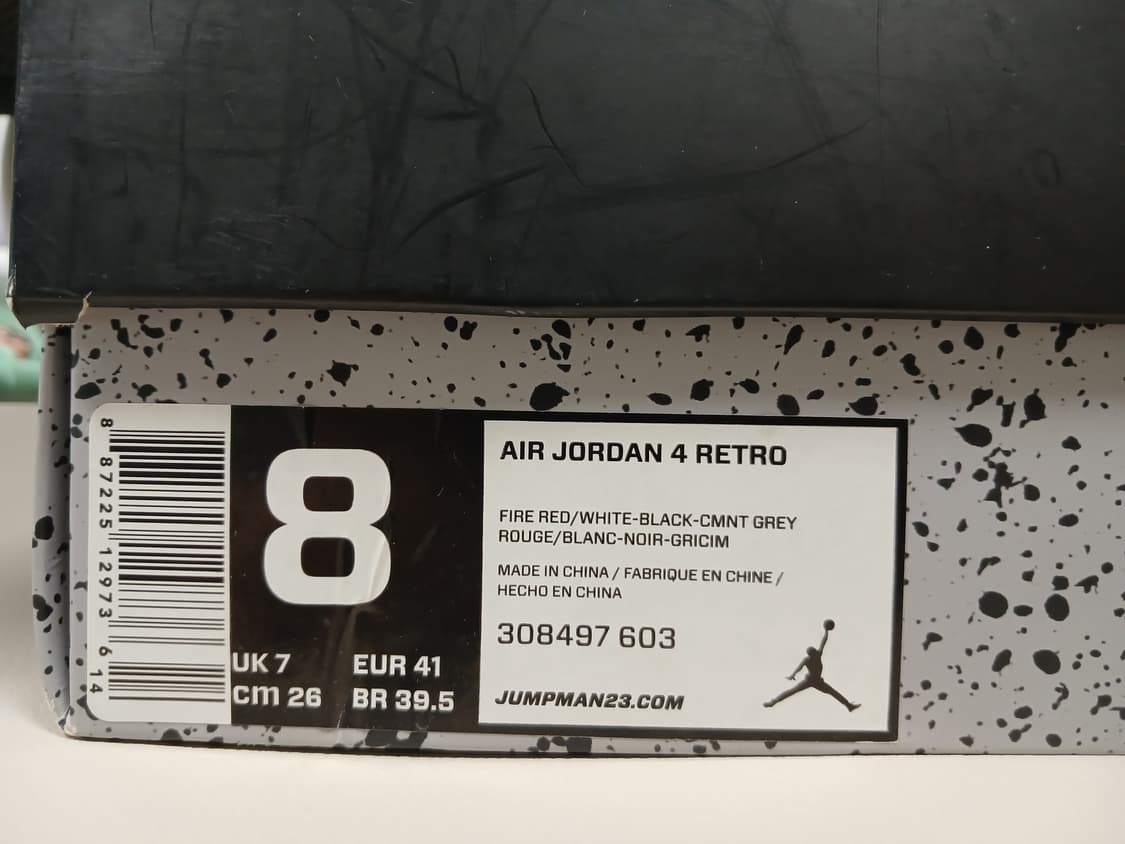 8 87225 12973 6 14
8
UK 7 EUR 41
cm 26 BR 39.5
AIR JORDAN 4 RETRO
FIRE RED/WHITE-BLACK-CMNT GREY
ROUGE/BLANC-NOIR-GRICIM
MADE IN CHINA / FABRIQUE EN CHINE /
HECHO EN CHINA
308497 603
JUMPMAN23.COM